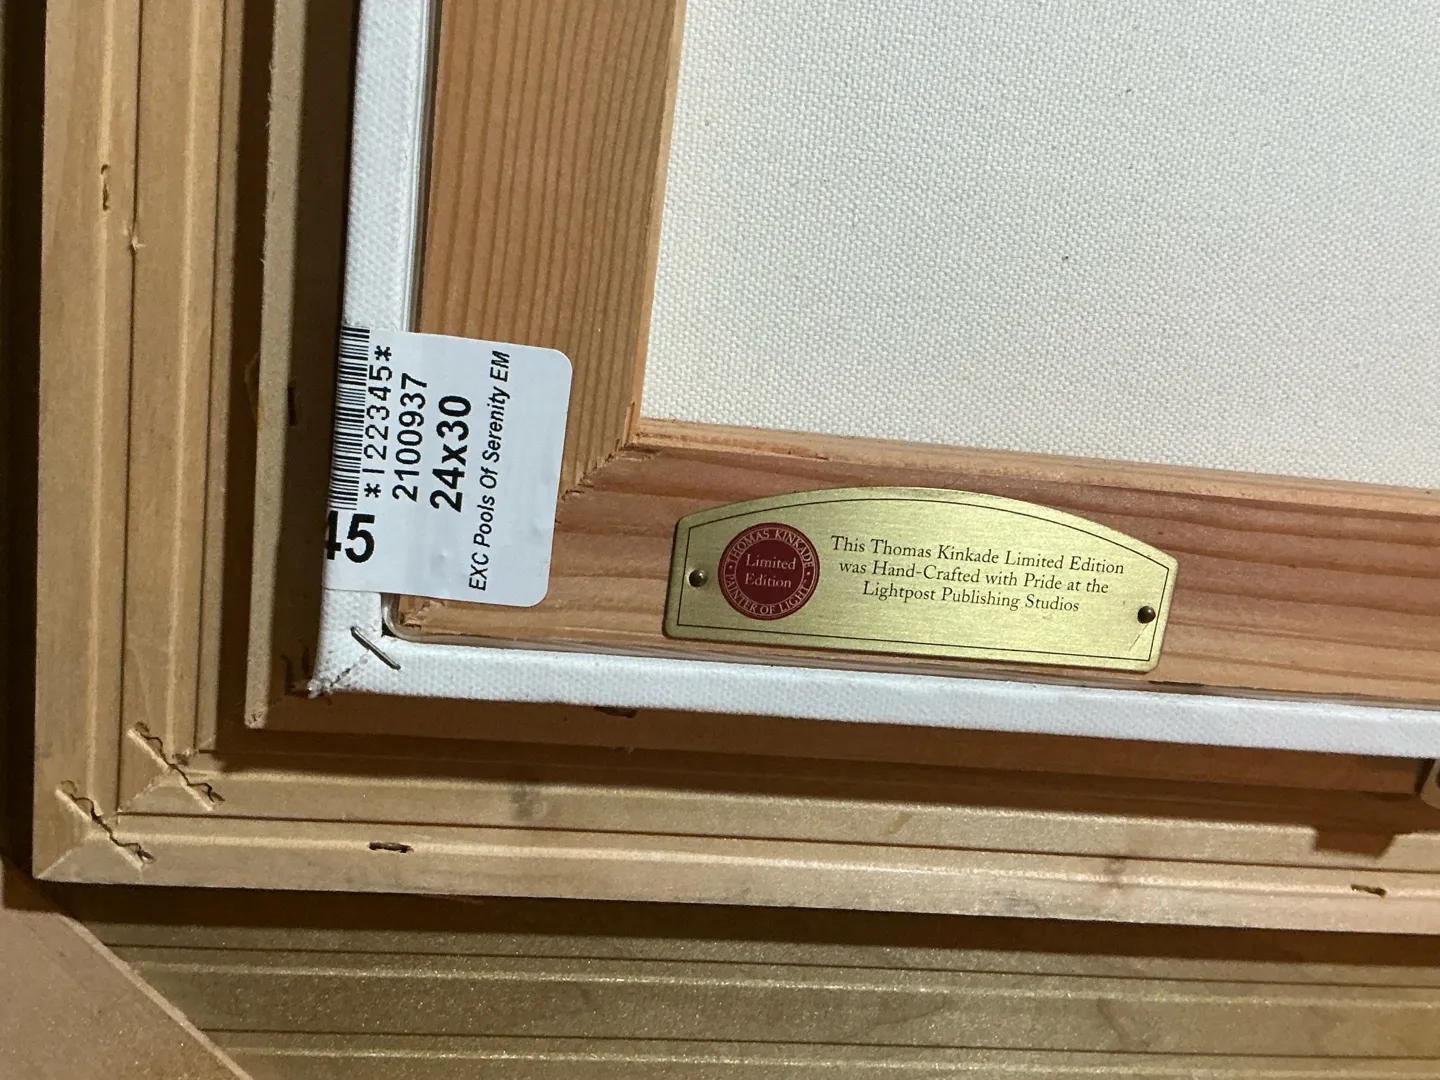 *122345*
2100937
24x30
EXC Pools Of Serenity EM
45
THOMAS KINKADE
Limited
Edition
PAINTER OF LIGHT
This Thomas Kinkade Limited Edition
was Hand-Crafted with Pride at the
Lightpost Publishing Studios